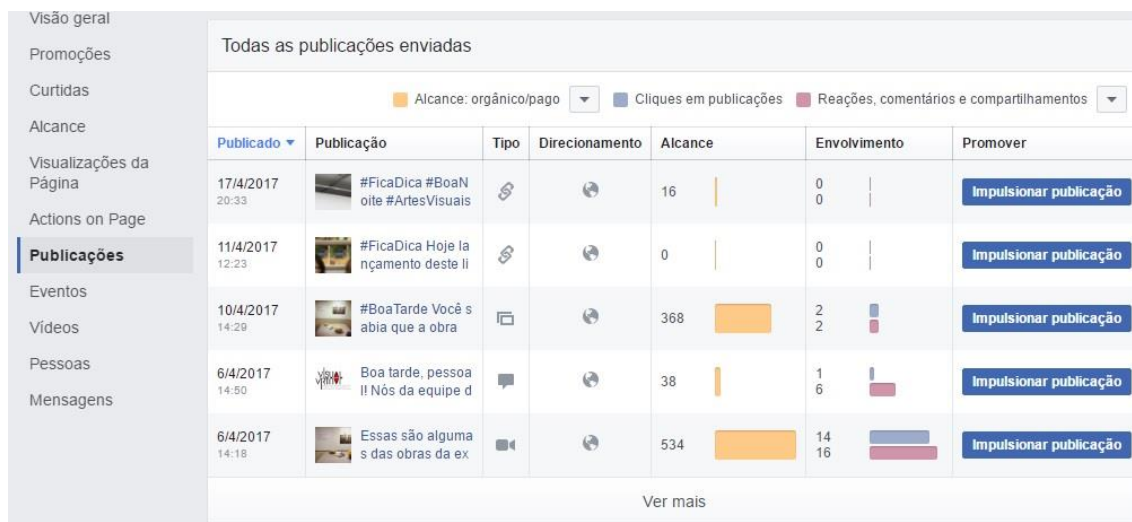 Visão geral
Promoções
Curtidas
Alcance
Visualizações da
Página
Actions on Page
Publicações
Eventos
Vídeos
Pessoas
Mensagens
Todas as publicações enviadas
Alcance: orgânico/pago Cliques em publicações Reações, comentários e compartilhamentos
Publicado Publicação Tipo Direcionamento Alcance Envolvimento Promover
17/4/2017
20:33
#FicaDica #BoaN
oite #ArtesVisuais
16
0
0
Impulsionar publicação
11/4/2017
12:23
#FicaDica Hoje la
nçamento deste li
0
0
0
Impulsionar publicação
10/4/2017
14:29
#BoaTarde Você s
abia que a obra
368
2
2
Impulsionar publicação
6/4/2017
14:50
Boa tarde, pessoa
l! Nós da equipe d
38
1
6
Impulsionar publicação
6/4/2017
14:18
Essas são alguma
s das obras da ex
534
14
16
Impulsionar publicação
Ver mais